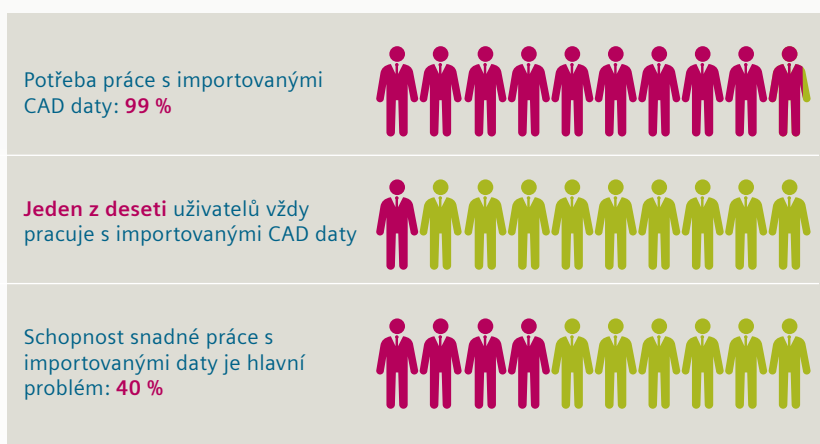 Potřeba práce s importovanými
CAD daty: 99 %
Jeden z deseti uživatelů vždy
pracuje s importovanými CAD daty
Schopnost snadné práce s
importovanými daty je hlavní
problém: 40 %